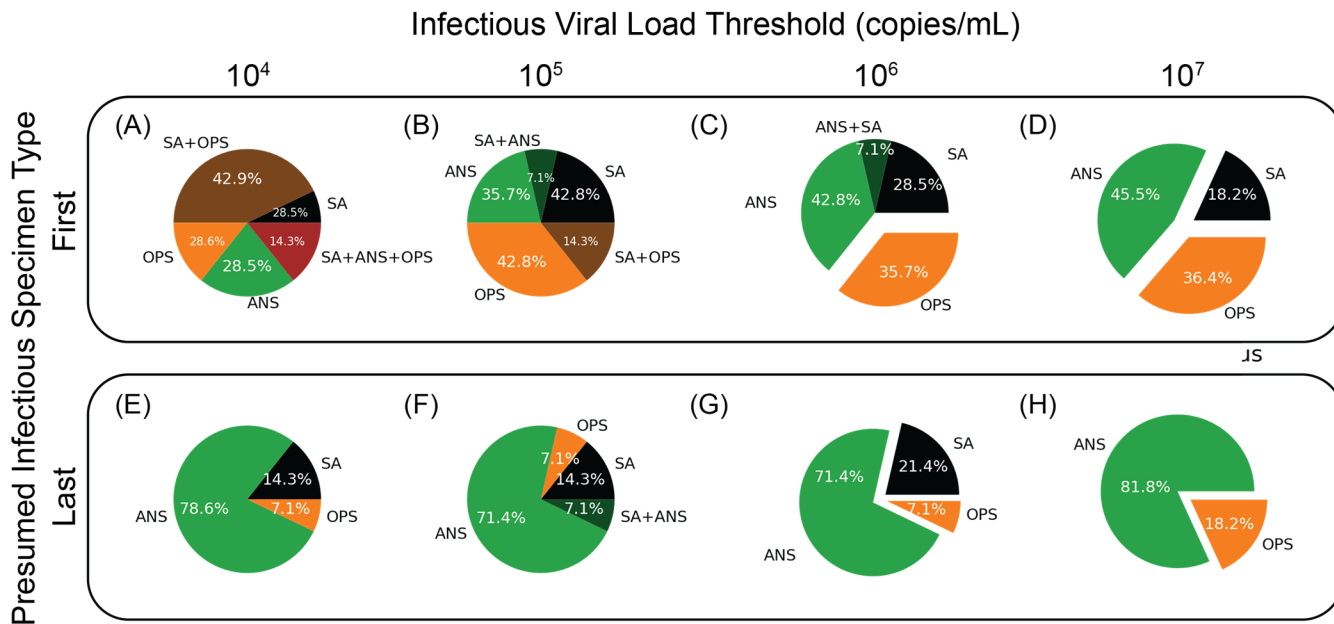 Infectious Viral Load Threshold (copies/mL)
10⁴
10⁵
10⁶
10⁷
Presumed Infectious Specimen Type
First
(A)
SA+OPS
42.9%
SA
28.5%
OPS
28.6%
28.5%
ANS
14.3%
SA+ANS+OPS
(B)
SA+ANS
7.1%
ANS
35.7%
SA
42.8%
14.3%
SA+OPS
42.8%
OPS
(C)
ANS+SA
7.1%
SA
28.5%
ANS
42.8%
35.7%
OPS
(D)
ANS
45.5%
SA
18.2%
36.4%
OPS
Last
(E)
SA
14.3%
78.6%
ANS
7.1%
OPS
(F)
OPS
7.1%
SA
14.3%
71.4%
ANS
7.1%
SA+ANS
(G)
SA
71.4%
21.4%
7.1%
OPS
ANS
(H)
ANS
81.8%
18.2%
OPS